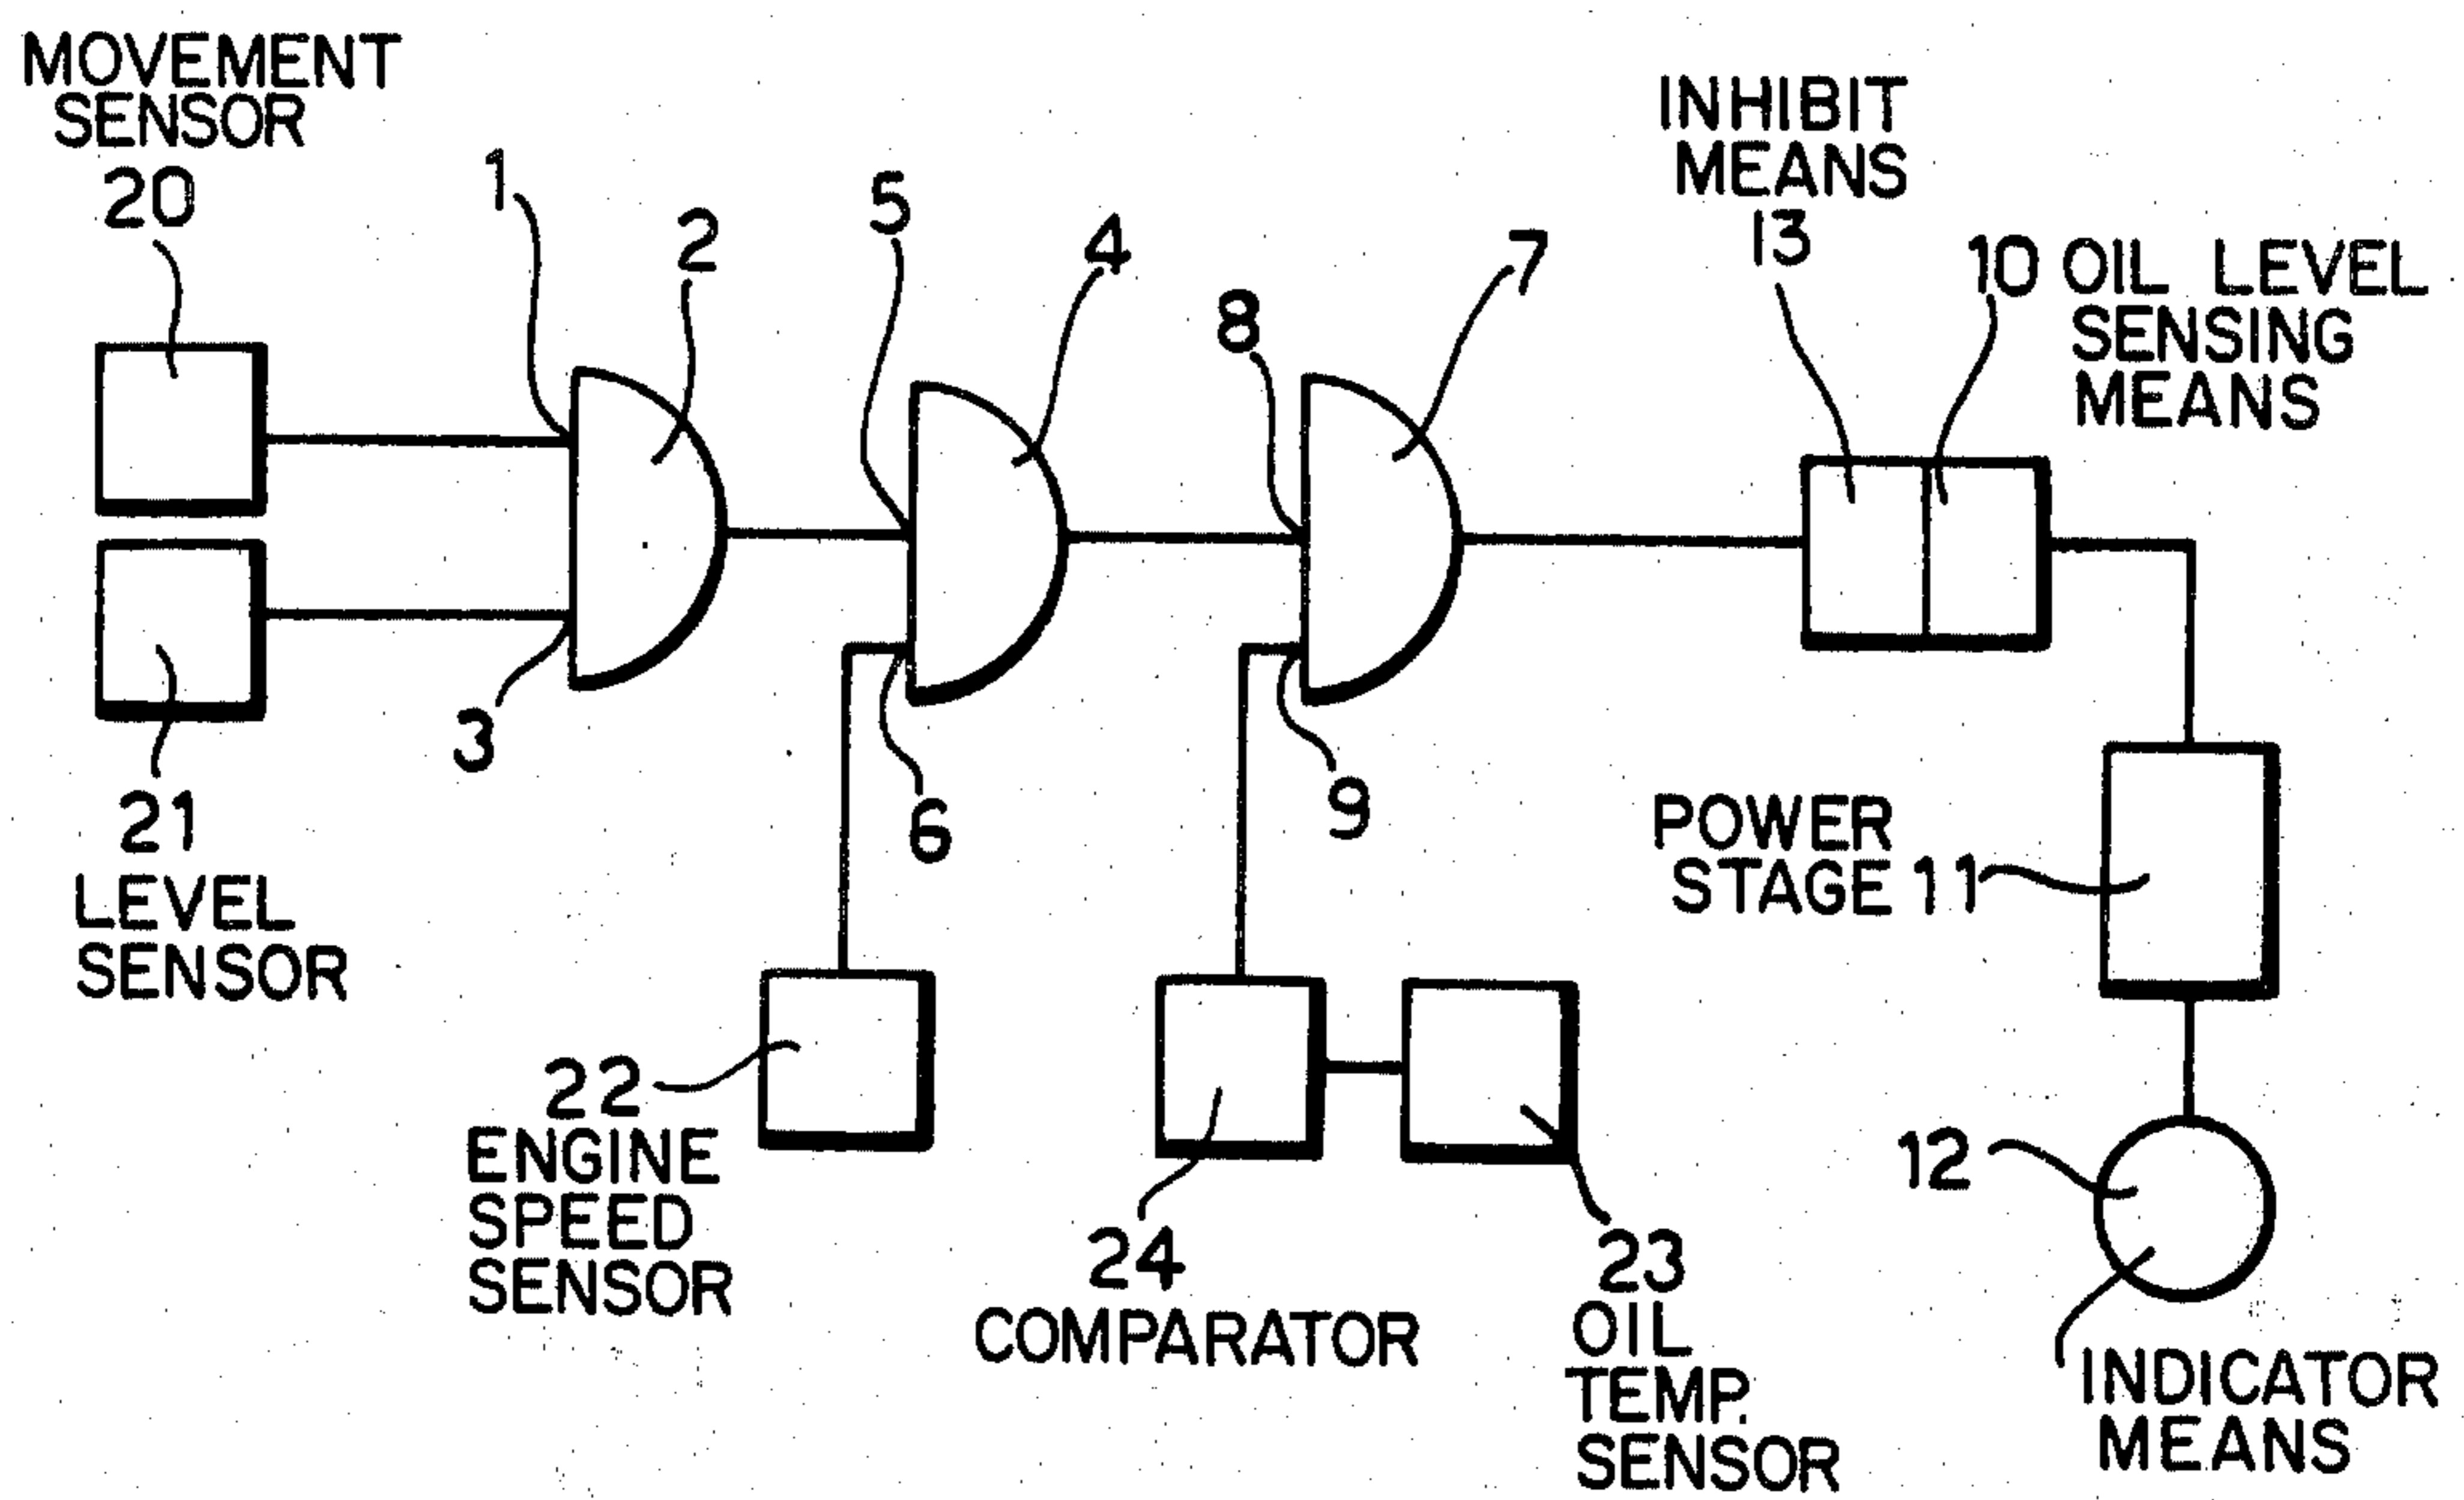 MOVEMENT
SENSOR
20
1
2
5
4
8
7
INHIBIT
MEANS
13
10 OIL LEVEL
SENSING
MEANS
3
21
LEVEL
SENSOR
6
9
POWER
STAGE 11
22
ENGINE
SPEED
SENSOR
24
COMPARATOR
23
OIL
TEMP.
SENSOR
12
INDICATOR
MEANS